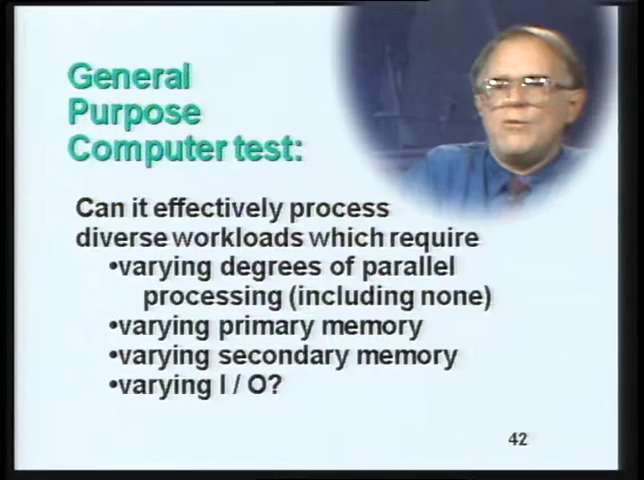 General
Purpose
Computer test:
Can it effectively process
diverse workloads which require
•varying degrees of parallel
processing (including none)
•varying primary memory
•varying secondary memory
•varying I / O?
42